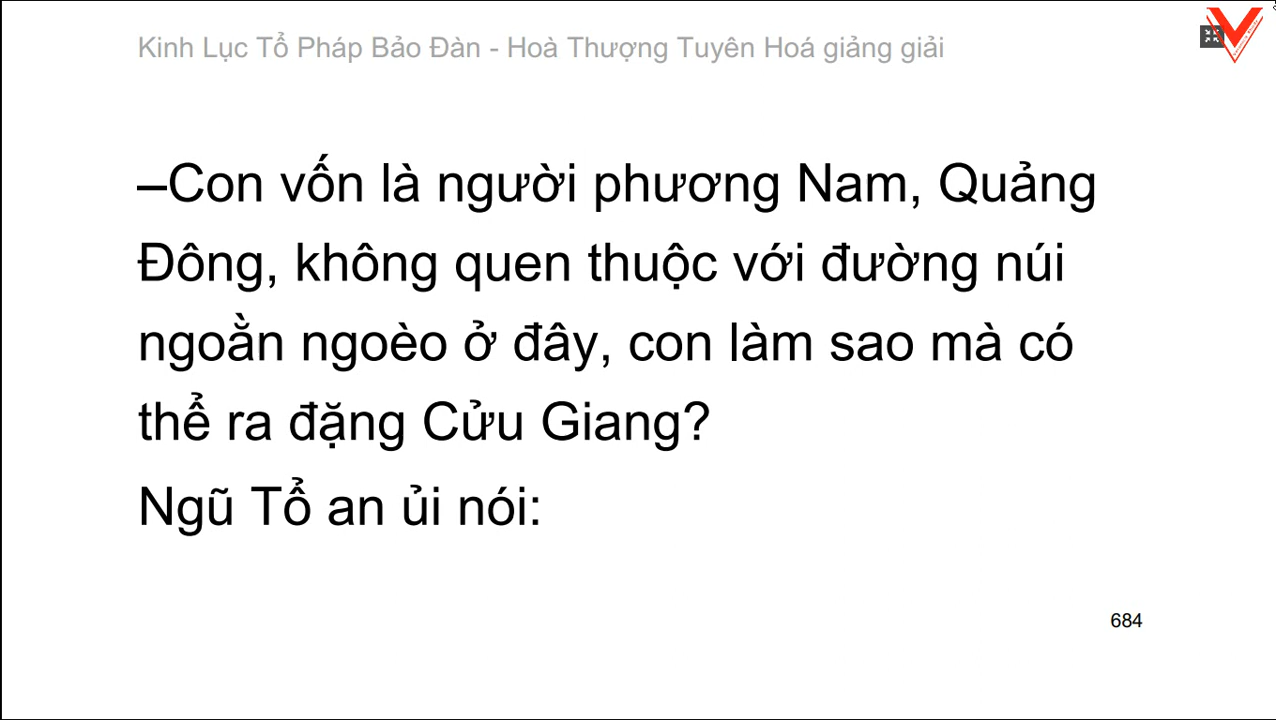 Kinh Lục Tổ Pháp Bảo Đàn - Hoà Thượng Tuyên Hoá giảng giải
–Con vốn là người phương Nam, Quảng
Đông, không quen thuộc với đường núi
ngoằn ngoèo ở đây, con làm sao mà có
thể ra đặng Cửu Giang?
Ngũ Tổ an ủi nói:
684